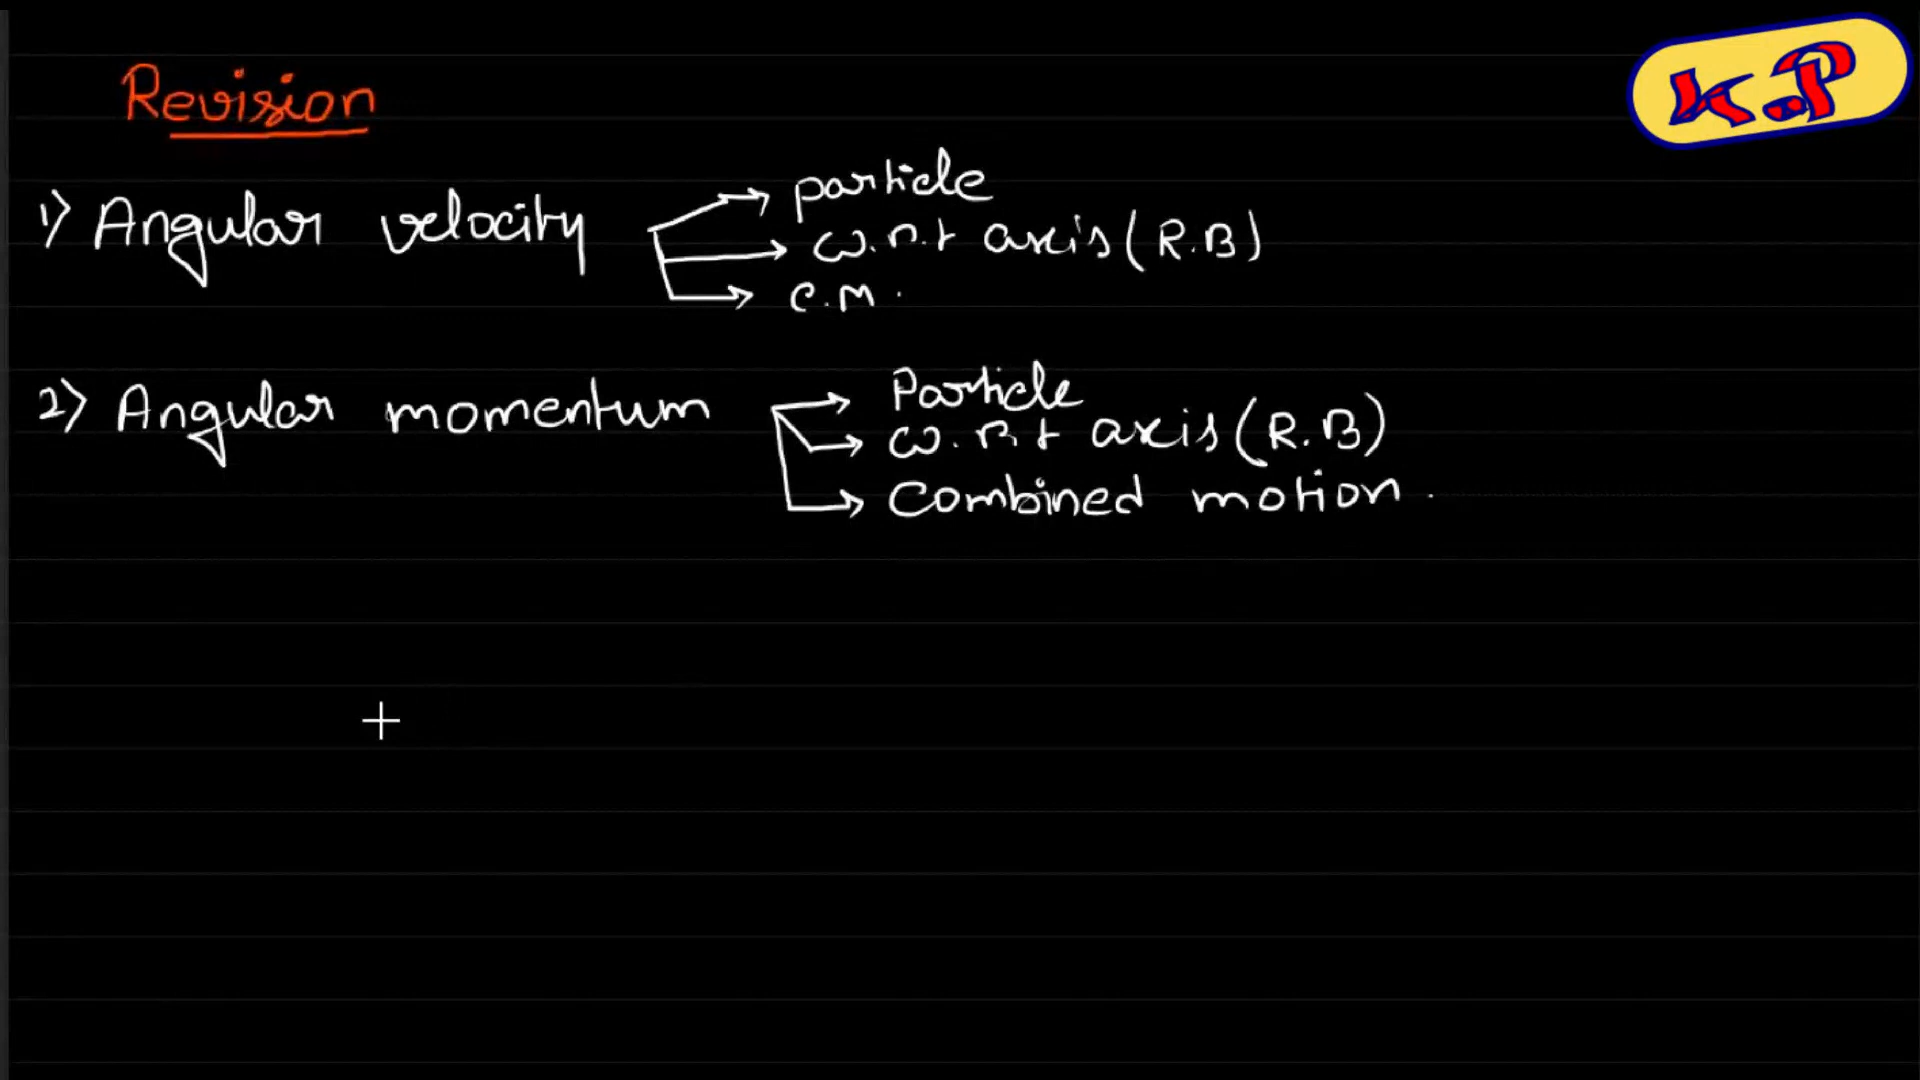 Revision
K.P
1) Angular velocity → particle
→ w.r.t axis (R.B)
→ C.M.
2) Angular momentum → Particle
→ w.r.t axis (R.B)
→ Combined motion.